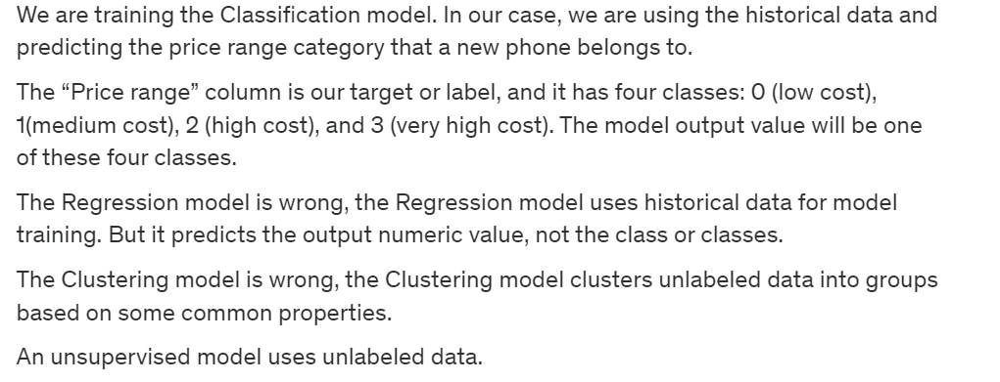 We are training the Classification model. In our case, we are using the historical data and
predicting the price range category that a new phone belongs to.
The “Price range” column is our target or label, and it has four classes: 0 (low cost),
1(medium cost), 2 (high cost), and 3 (very high cost). The model output value will be one
of these four classes.
The Regression model is wrong, the Regression model uses historical data for model
training. But it predicts the output numeric value, not the class or classes.
The Clustering model is wrong, the Clustering model clusters unlabeled data into groups
based on some common properties.
An unsupervised model uses unlabeled data.